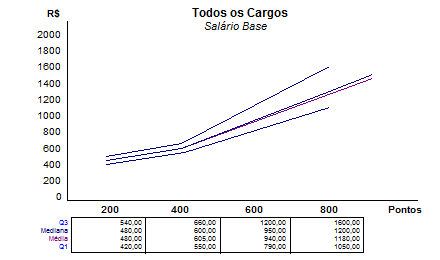 R$
Todos os Cargos
Salário Base
2000
1800
1600
1400
1200
1000
800
600
400
200
0
200 400 600 800 Pontos
Q3 540,00 660,00 1200,00 1500,00
Mediana 480,00 600,00 950,00 1200,00
Média 480,00 605,00 940,00 1180,00
Q1 420,00 550,00 790,00 1050,00